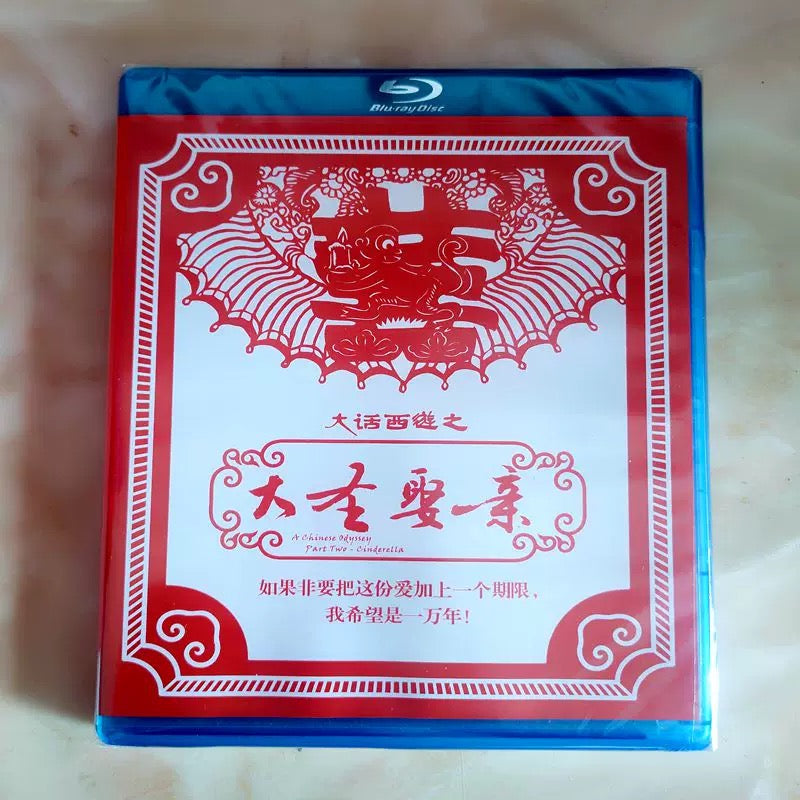 Blu-ray Disc
大话西遊之
大圣娶亲
A Chinese Odyssey
Part Two - Cinderella
如果非要把这份爱加上一个期限，
我希望是一万年！